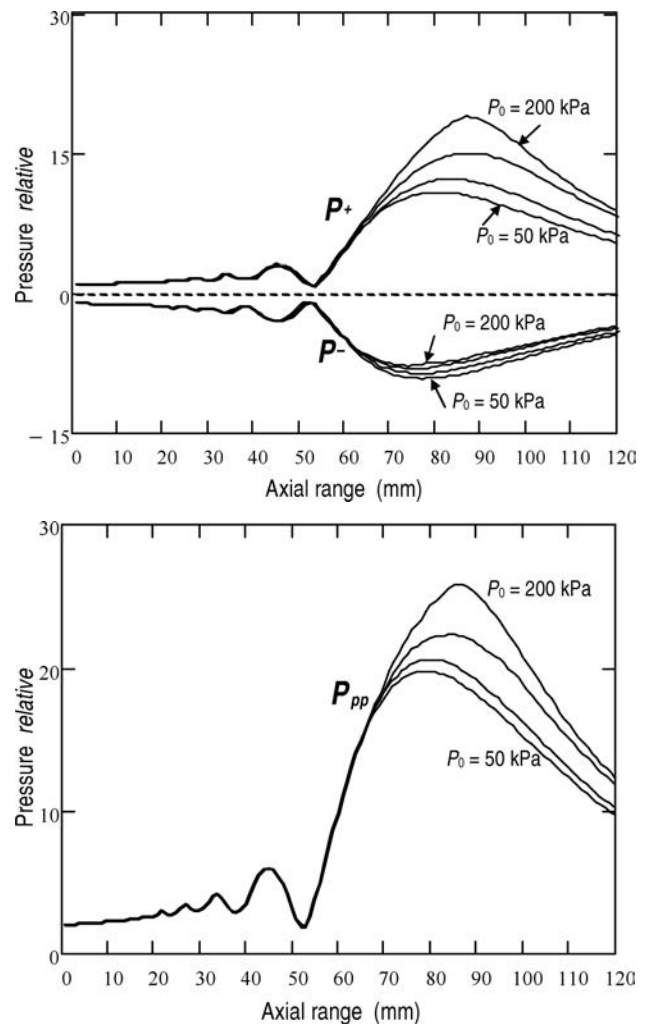 30
P₀ = 200 kPa
15
P+
P₀ = 50 kPa
Pressure relative
0
P₀ = 200 kPa
P−
P₀ = 50 kPa
− 15
0 10 20 30 40 50 60 70 80 90 100 110 120
Axial range (mm)
30
P₀ = 200 kPa
20
Ppp
P₀ = 50 kPa
Pressure relative
10
0
0 10 20 30 40 50 60 70 80 90 100 110 120
Axial range (mm)